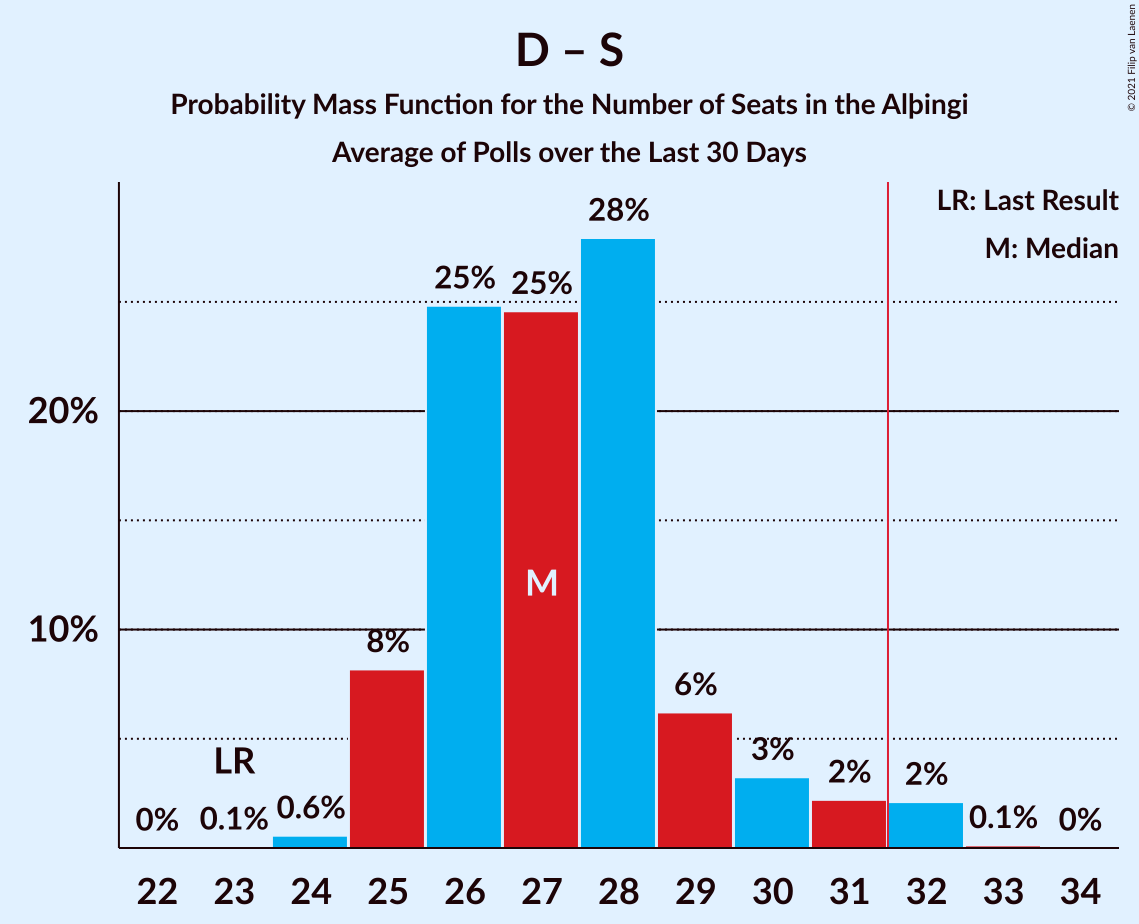 D – S
Probability Mass Function for the Number of Seats in the Alþingi
Average of Polls over the Last 30 Days
© 2021 Filip van Laenen
LR: Last Result
M: Median
28%
25% 25%
20%
M
10%
8%
6%
LR
3%
2% 2%
0% 0.1% 0.6% 0.1% 0%
22 23 24 25 26 27 28 29 30 31 32 33 34